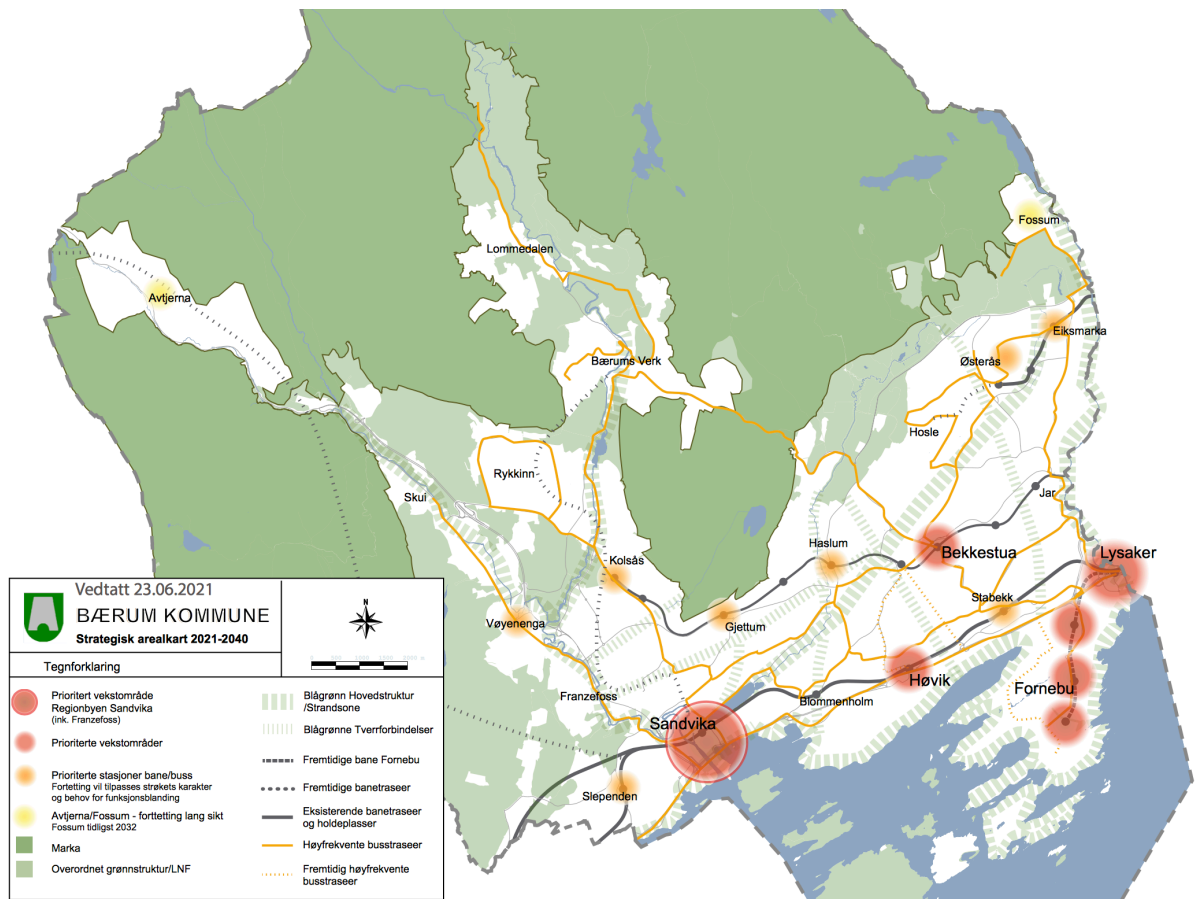 Fossum
Lommedalen
Avtjerna
Eiksmarka
Østerås
Bærums Verk
Hosle
Rykkinn
Skui
Jar
Haslum
Bekkestua
Lysaker
Kolsås
Stabekk
Vøyenenga
Gjettum
Høvik
Fornebu
Franzefoss
Blommenholm
Sandvika
Slependen
Vedtatt 23.06.2021
BÆRUM KOMMUNE
Strategisk arealkart 2021-2040
N
Tegnforklaring
Prioritert vekstområde
Regionbyen Sandvika
(ink. Franzefoss)
Prioriterte vekstområder
Prioriterte stasjoner bane/buss
Fortetting vil tilpasses strøkets karakter
og behov for funksjonsblanding
Avtjerna/Fossum - forttetting lang sikt
Fossum tidligst 2032
Marka
Overordnet grønnstruktur/LNF
Blågrønn Hovedstruktur
/Strandsone
Blågrønne Tverrforbindelser
Fremtidige bane Fornebu
Fremtidige banetraseer
Eksisterende banetraseer
og holdeplasser
Høyfrekvente busstraseer
Fremtidig høyfrekvente
busstraseer